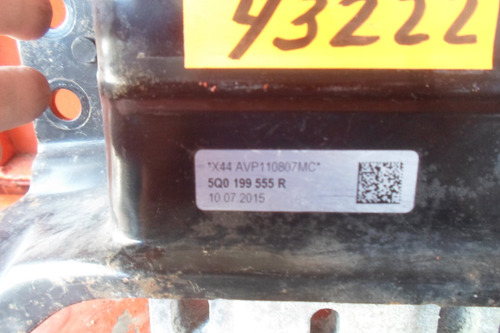 43222
*X44 AVP110807MC*
5Q0 199 555 R
10.07.2015